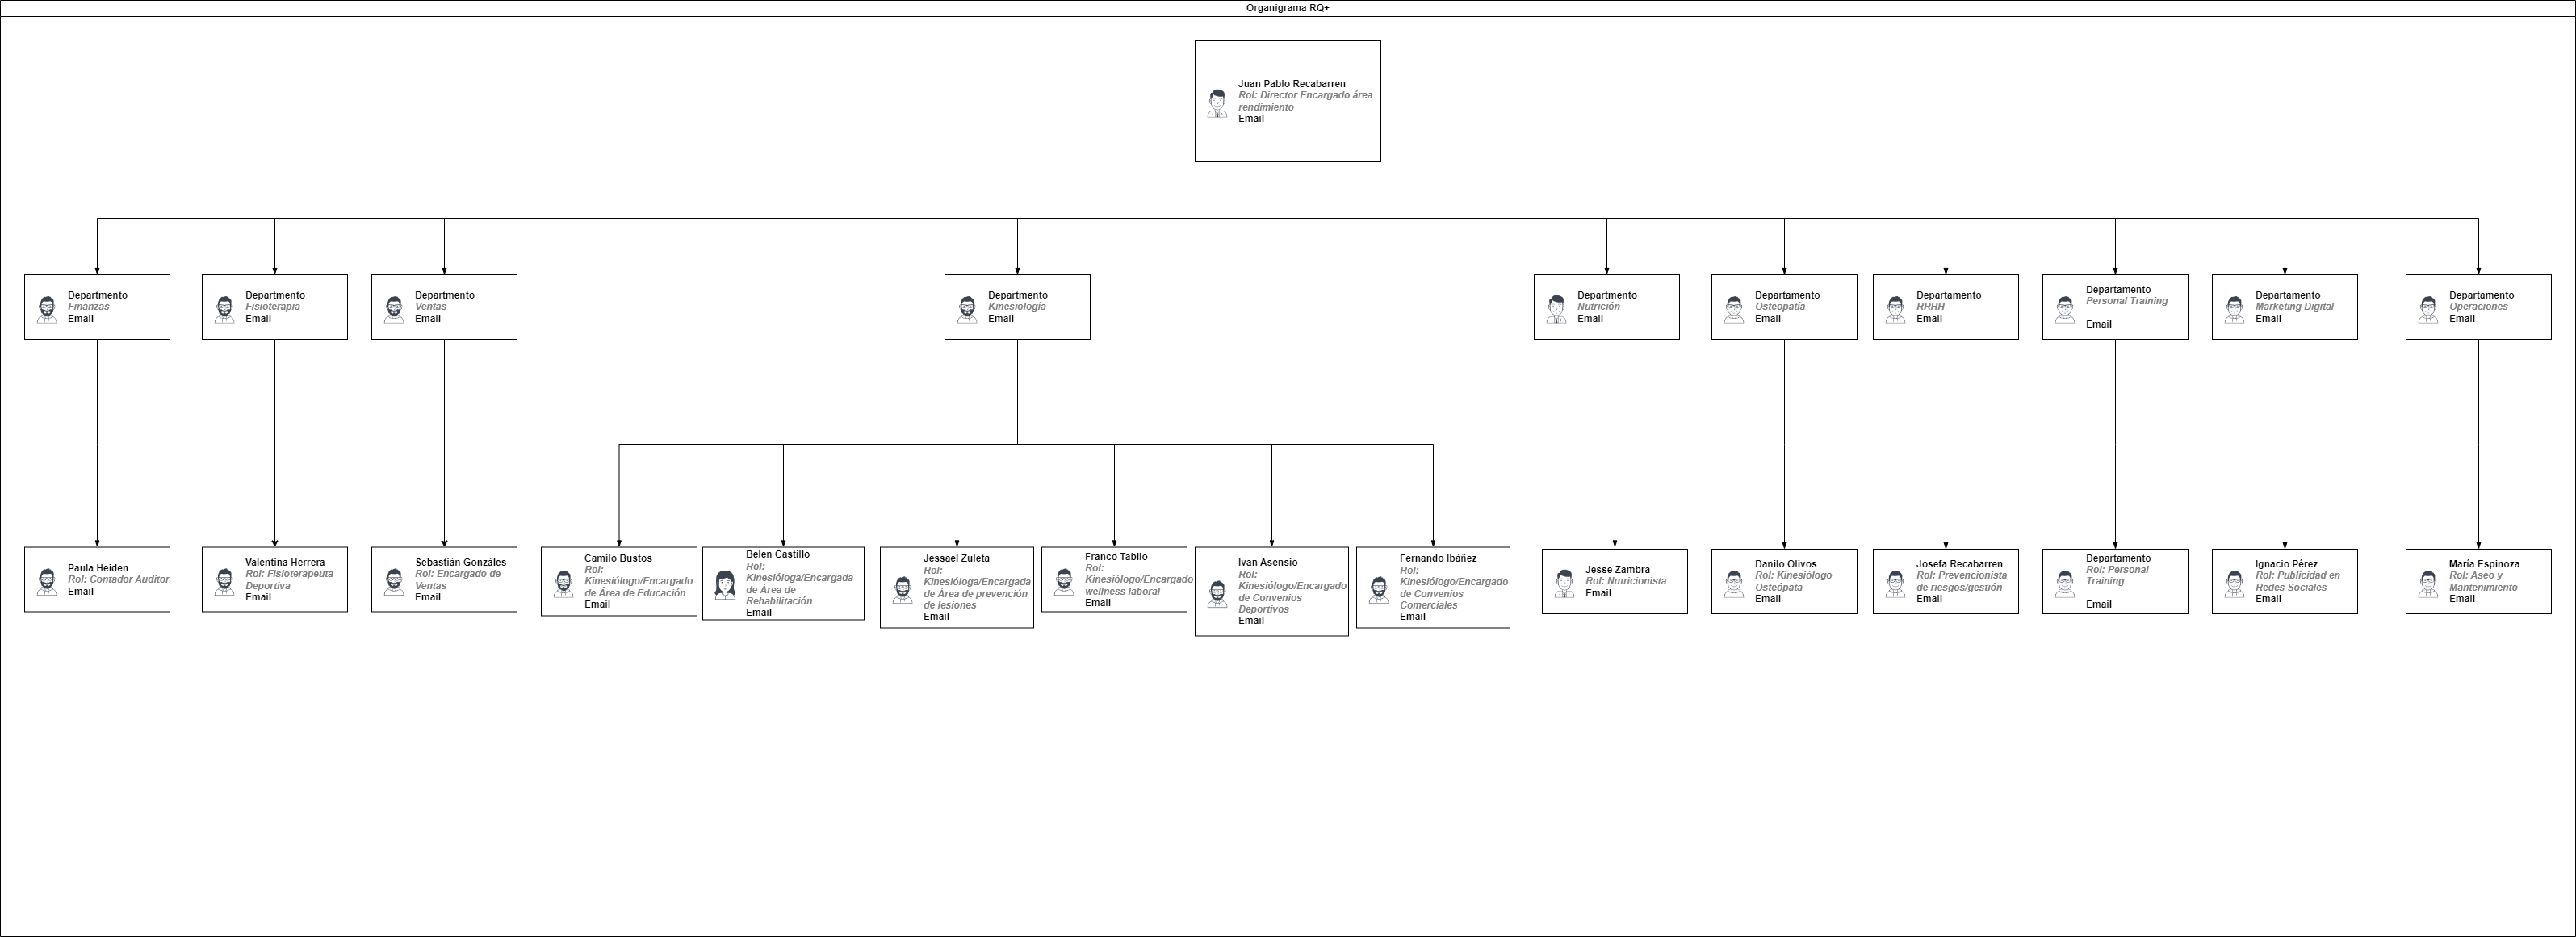 Organigrama RQ+
Juan Pablo Recabarren
Rol: Director Encargado área
rendimiento
Email
Departmento
Finanzas
Email
Departmento
Fisioterapia
Email
Departmento
Ventas
Email
Departmento
Kinesiología
Email
Departmento
Nutrición
Email
Departamento
Osteopatía
Email
Departamento
RRHH
Email
Departamento
Personal Training
Email
Departamento
Marketing Digital
Email
Departamento
Operaciones
Email
Paula Heiden
Rol: Contador Auditor
Email
Valentina Herrera
Rol: Fisioterapeuta
Deportiva
Email
Sebastián Gonzáles
Rol: Encargado de
Ventas
Email
Camilo Bustos
Rol:
Kinesiólogo/Encargado
de Área de Educación
Email
Belen Castillo
Rol:
Kinesióloga/Encargada
de Área de
Rehabilitación
Email
Jessael Zuleta
Rol:
Kinesióloga/Encargada
de Área de prevención
de lesiones
Email
Franco Tabilo
Rol:
Kinesiólogo/Encargado
wellness laboral
Email
Ivan Asensio
Rol:
Kinesiólogo/Encargado
de Convenios
Deportivos
Email
Fernando Ibáñez
Rol:
Kinesiólogo/Encargado
de Convenios
Comerciales
Email
Jesse Zambra
Rol: Nutricionista
Email
Danilo Olivos
Rol: Kinesiólogo
Osteópata
Email
Josefa Recabarren
Rol: Prevencionista
de riesgos/gestión
Email
Departamento
Rol: Personal
Training
Email
Ignacio Pérez
Rol: Publicidad en
Redes Sociales
Email
María Espinoza
Rol: Aseo y
Mantenimiento
Email